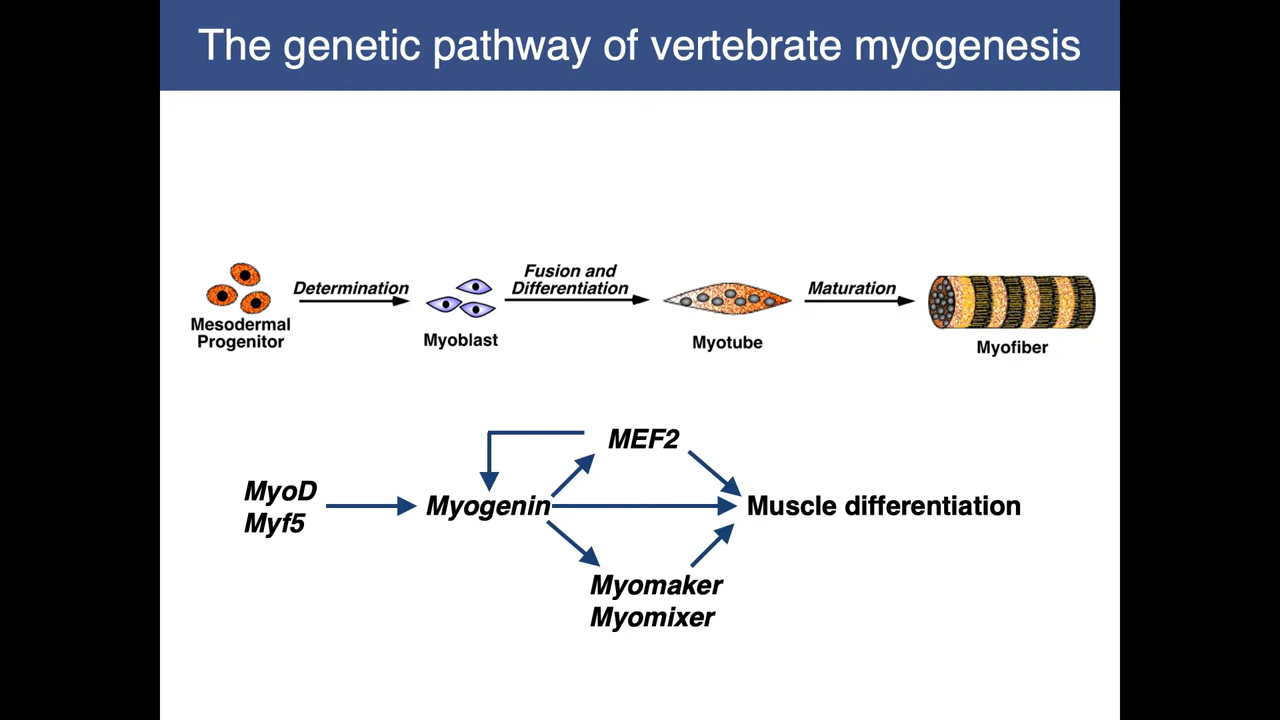 The genetic pathway of vertebrate myogenesis
Mesodermal
Progenitor
Determination
Myoblast
Fusion and
Differentiation
Myotube
Maturation
Myofiber
MyoD
Myf5
Myogenin
MEF2
Muscle differentiation
Myomaker
Myomixer